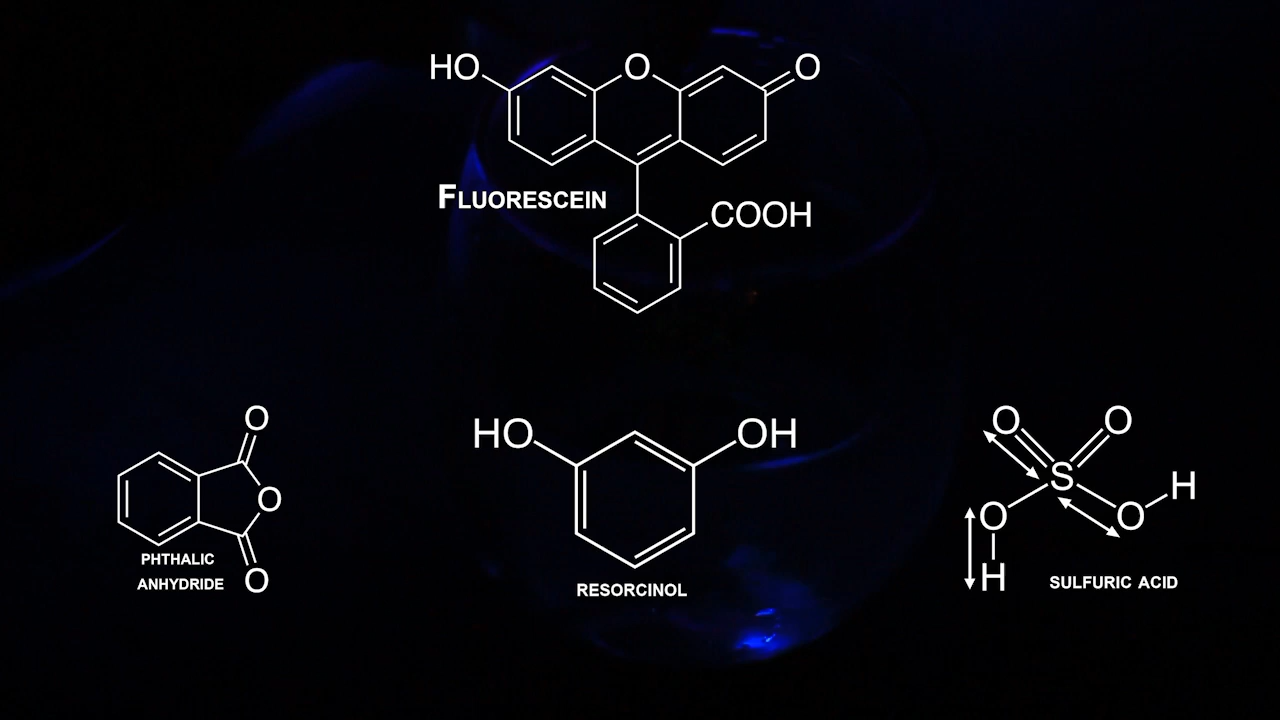 HO O O
FLUORESCEIN
COOH
O
O
O
PHTHALIC
ANHYDRIDE
HO OH
RESORCINOL
O O
S
H
O O
H
SULFURIC ACID